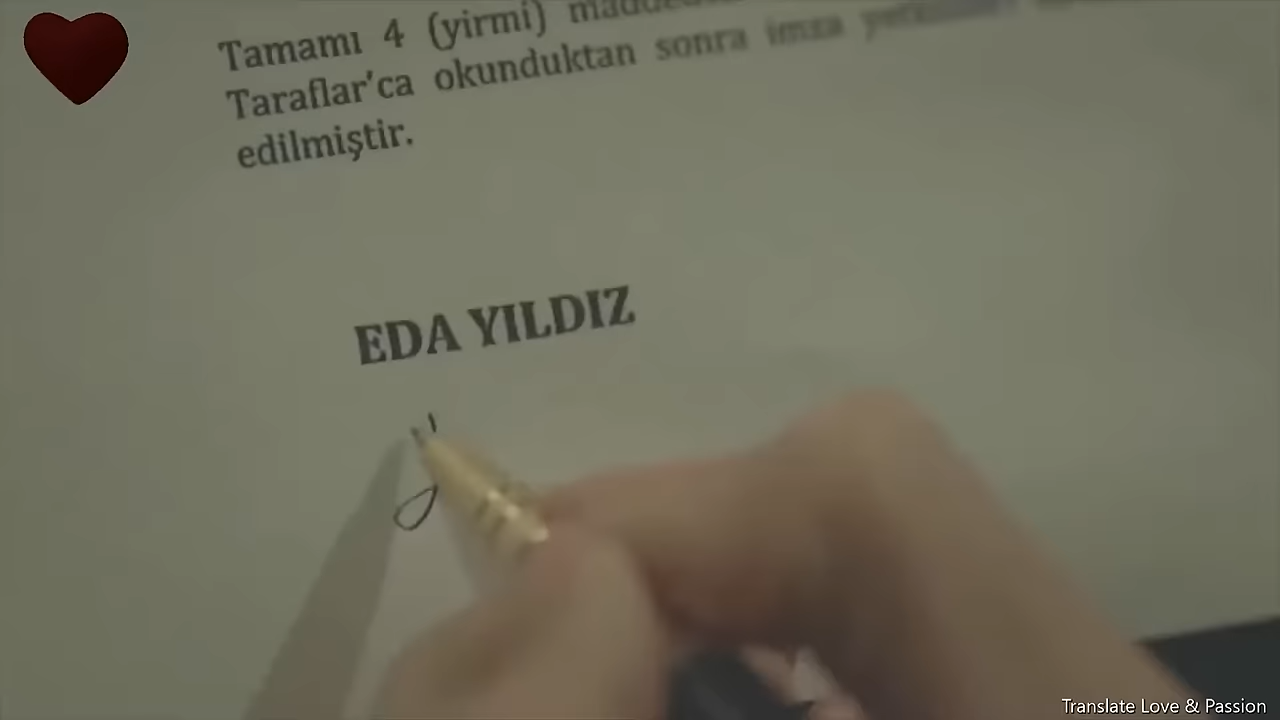 Tamamı 4 (yirmi)
Taraflar'ca okunduktan sonra imza
edilmiştir.
EDA YILDIZ
Translate Love & Passion